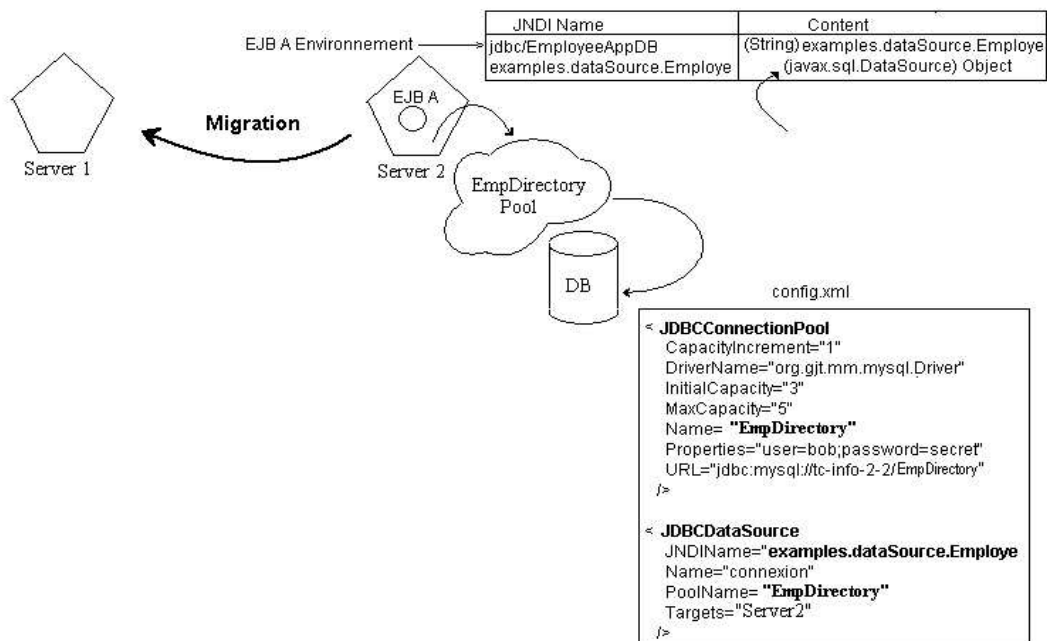 JNDI Name Content
EJB A Environnement jdbc/EmployeeeAppDB (String)examples.dataSource.Employe
examples.dataSource.Employe (javax.sql.DataSource) Object
EJB A
Migration
Server 1
Server 2
EmpDirectory
Pool
DB
config.xml
< JDBCConnectionPool
CapacityIncrement="1"
DriverName="org.gjt.mm.mysql.Driver"
InitialCapacity="3"
MaxCapacity="5"
Name= "EmpDirectory"
Properties="user=bob;password=secret"
URL="jdbc:mysql://tc-info-2-2/EmpDirectory"
/>
< JDBCDataSource
JNDIName="examples.dataSource.Employe
Name="connexion"
PoolName= "EmpDirectory"
Targets="Server2"
/>